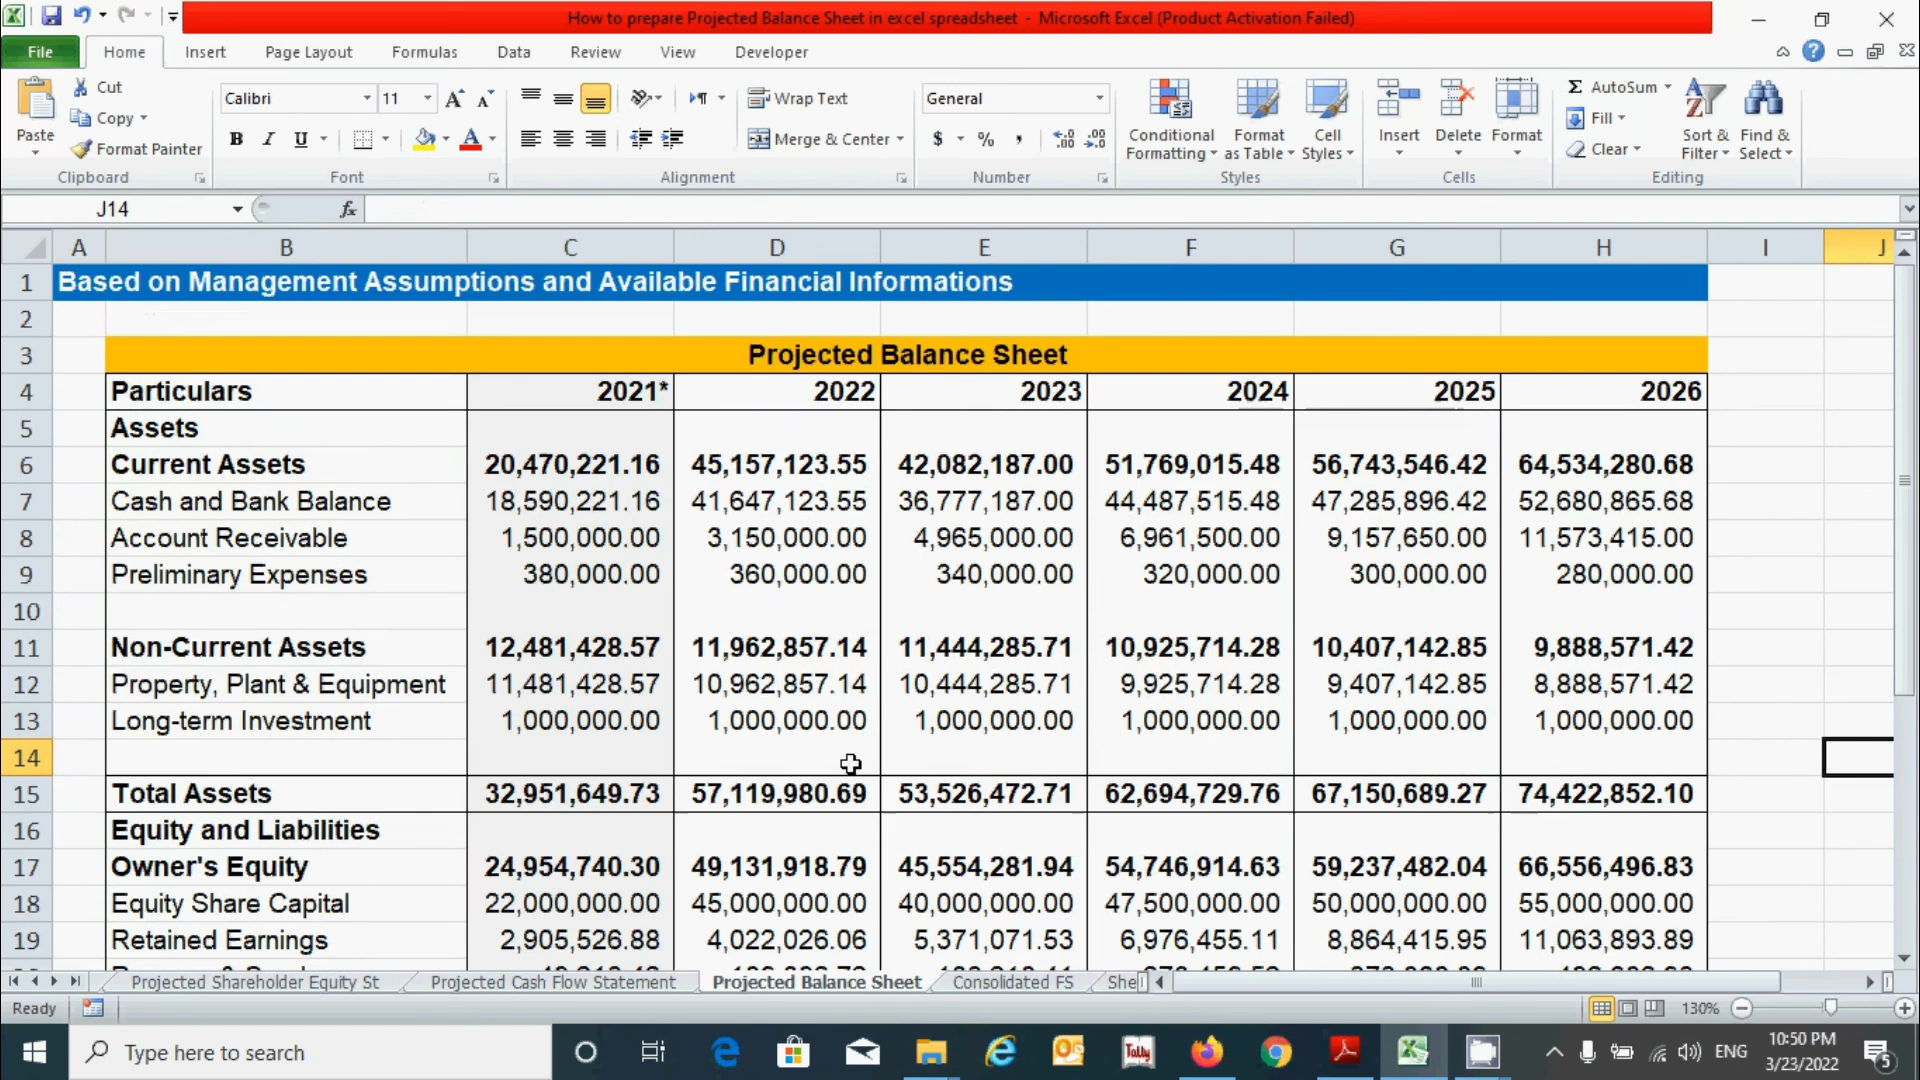 How to prepare Projected Balance Sheet in excel spreadsheet - Microsoft Excel (Product Activation Failed)
File Home Insert Page Layout Formulas Data Review View Developer
Paste Cut Copy Format Painter
Calibri 11 Wrap Text Merge & Center
General $ % ,
B I U
Conditional Formatting Format as Table Cell Styles
Insert Delete Format
Σ AutoSum Fill Clear
Sort & Filter Find & Select
Clipboard Font Alignment Number Styles Cells Editing
J14 fx
A B C D E F G H I J
1 Based on Management Assumptions and Available Financial Informations
2
3 Projected Balance Sheet
4 Particulars 2021* 2022 2023 2024 2025 2026
5 Assets
6 Current Assets 20,470,221.16 45,157,123.55 42,082,187.00 51,769,015.48 56,743,546.42 64,534,280.68
7 Cash and Bank Balance 18,590,221.16 41,647,123.55 36,777,187.00 44,487,515.48 47,285,896.42 52,680,865.68
8 Account Receivable 1,500,000.00 3,150,000.00 4,965,000.00 6,961,500.00 9,157,650.00 11,573,415.00
9 Preliminary Expenses 380,000.00 360,000.00 340,000.00 320,000.00 300,000.00 280,000.00
10
11 Non-Current Assets 12,481,428.57 11,962,857.14 11,444,285.71 10,925,714.28 10,407,142.85 9,888,571.42
12 Property, Plant & Equipment 11,481,428.57 10,962,857.14 10,444,285.71 9,925,714.28 9,407,142.85 8,888,571.42
13 Long-term Investment 1,000,000.00 1,000,000.00 1,000,000.00 1,000,000.00 1,000,000.00 1,000,000.00
14
15 Total Assets 32,951,649.73 57,119,980.69 53,526,472.71 62,694,729.76 67,150,689.27 74,422,852.10
16 Equity and Liabilities
17 Owner's Equity 24,954,740.30 49,131,918.79 45,554,281.94 54,746,914.63 59,237,482.04 66,556,496.83
18 Equity Share Capital 22,000,000.00 45,000,000.00 40,000,000.00 47,500,000.00 50,000,000.00 55,000,000.00
19 Retained Earnings 2,905,526.88 4,022,026.06 5,371,071.53 6,976,455.11 8,864,415.95 11,063,893.89
Projected Shareholder Equity St Projected Cash Flow Statement Projected Balance Sheet Consolidated FS She
Ready 130%
Type here to search Tally ENG 10:50 PM
3/23/2022 5